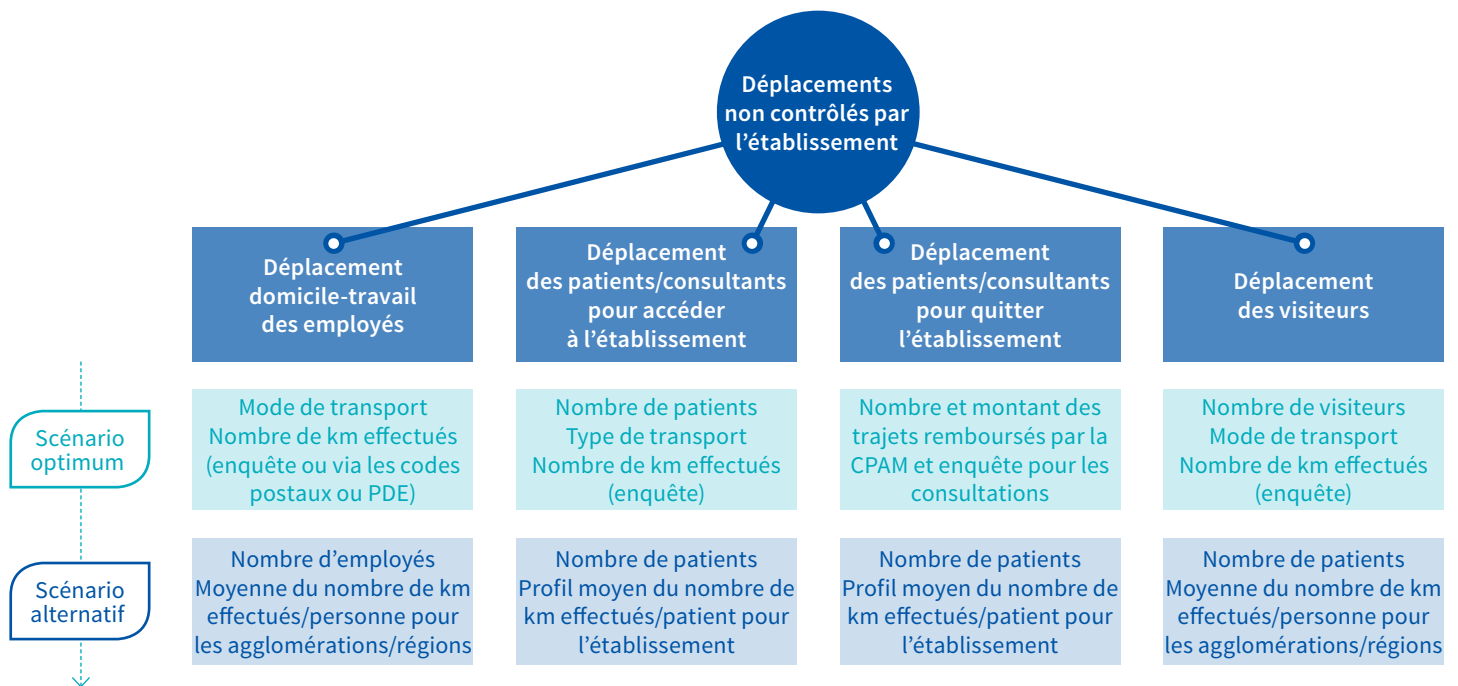 Déplacements
non contrôlés par
l’établissement
Déplacement
domicile-travail
des employés
Déplacement
des patients/consultants
pour accéder
à l’établissement
Déplacement
des patients/consultants
pour quitter
l’établissement
Déplacement
des visiteurs
Scénario
optimum
Mode de transport
Nombre de km effectués
(enquête ou via les codes
postaux ou PDE)
Nombre de patients
Type de transport
Nombre de km effectués
(enquête)
Nombre et montant des
trajets remboursés par la
CPAM et enquête pour les
consultations
Nombre de visiteurs
Mode de transport
Nombre de km effectués
(enquête)
Scénario
alternatif
Nombre d’employés
Moyenne du nombre de km
effectués/personne pour
les agglomérations/régions
Nombre de patients
Profil moyen du nombre de
km effectués/patient pour
l’établissement
Nombre de patients
Profil moyen du nombre de
km effectués/patient pour
l’établissement
Nombre de patients
Moyenne du nombre de km
effectués/personne pour
les agglomérations/régions